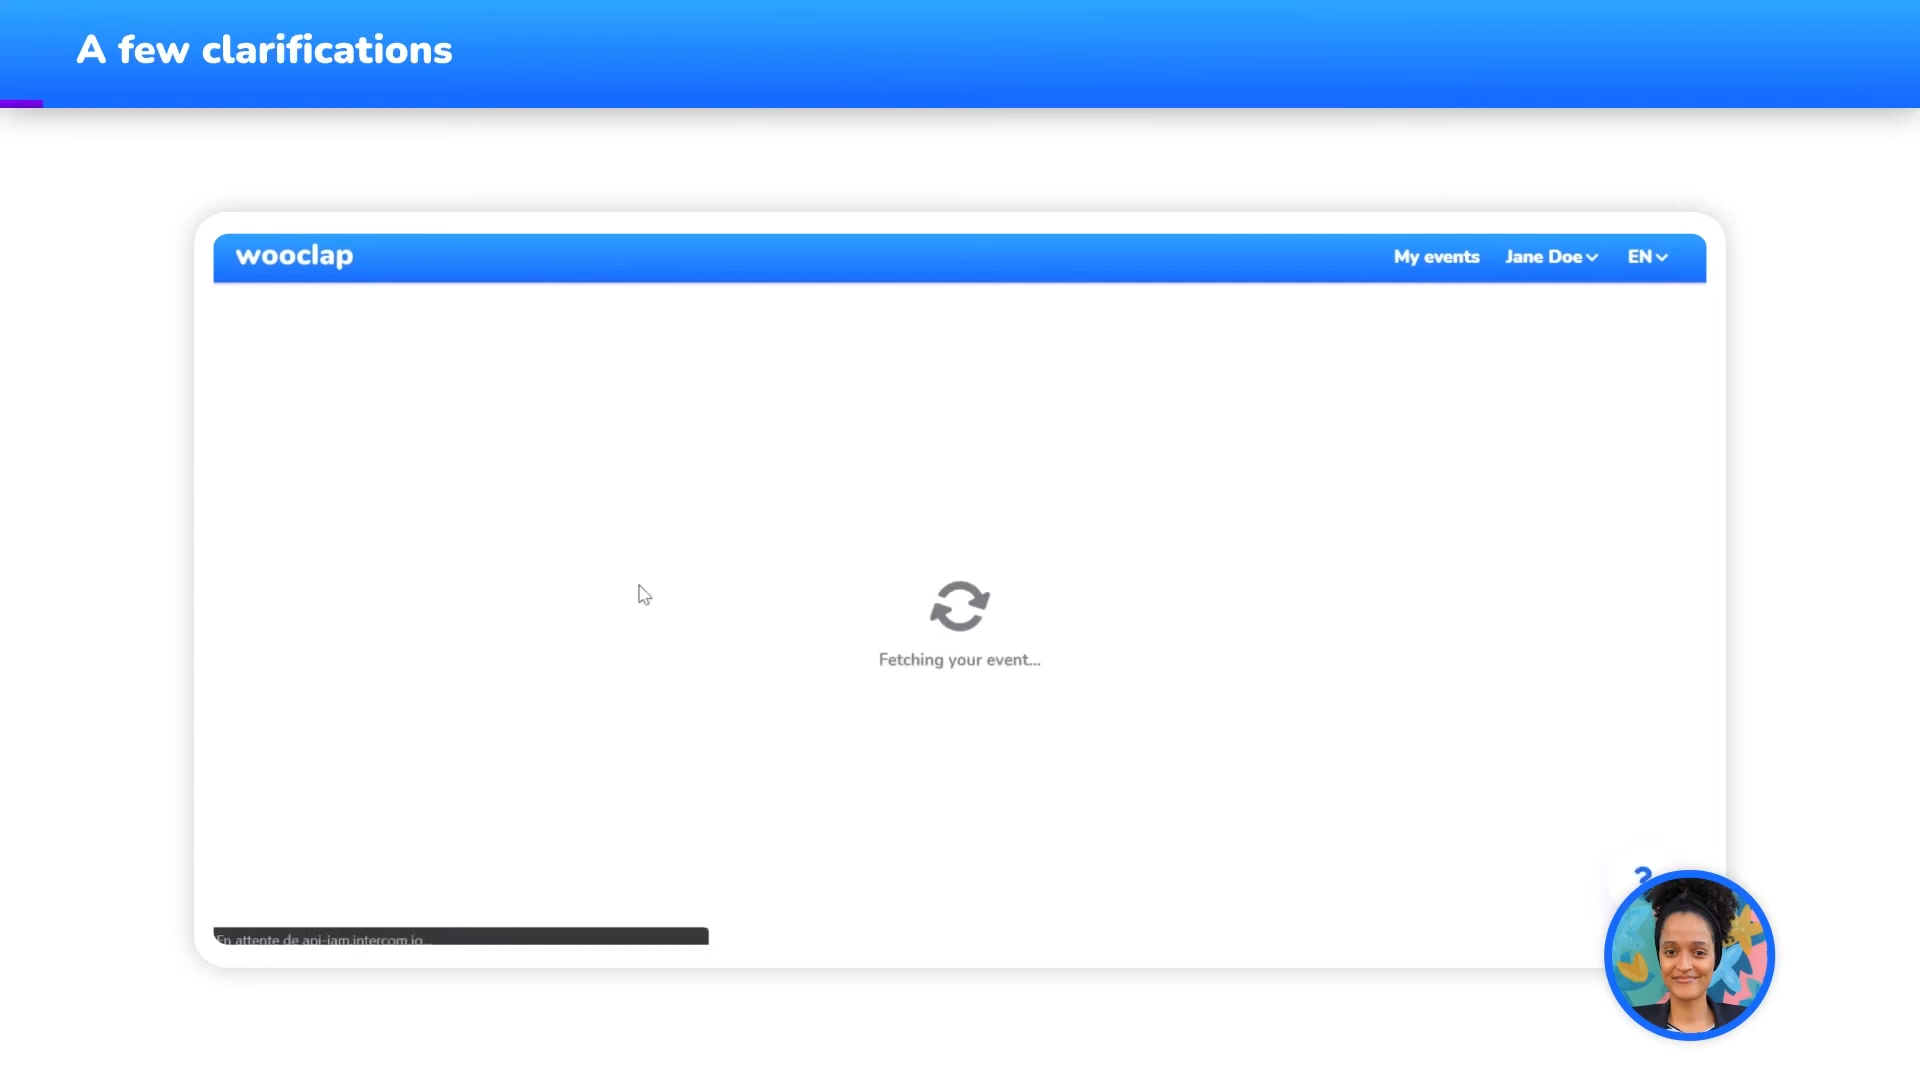 A few clarifications
wooclap
My events Jane Doe EN
Fetching your event...
?
En attente de api-iam.intercom.io...